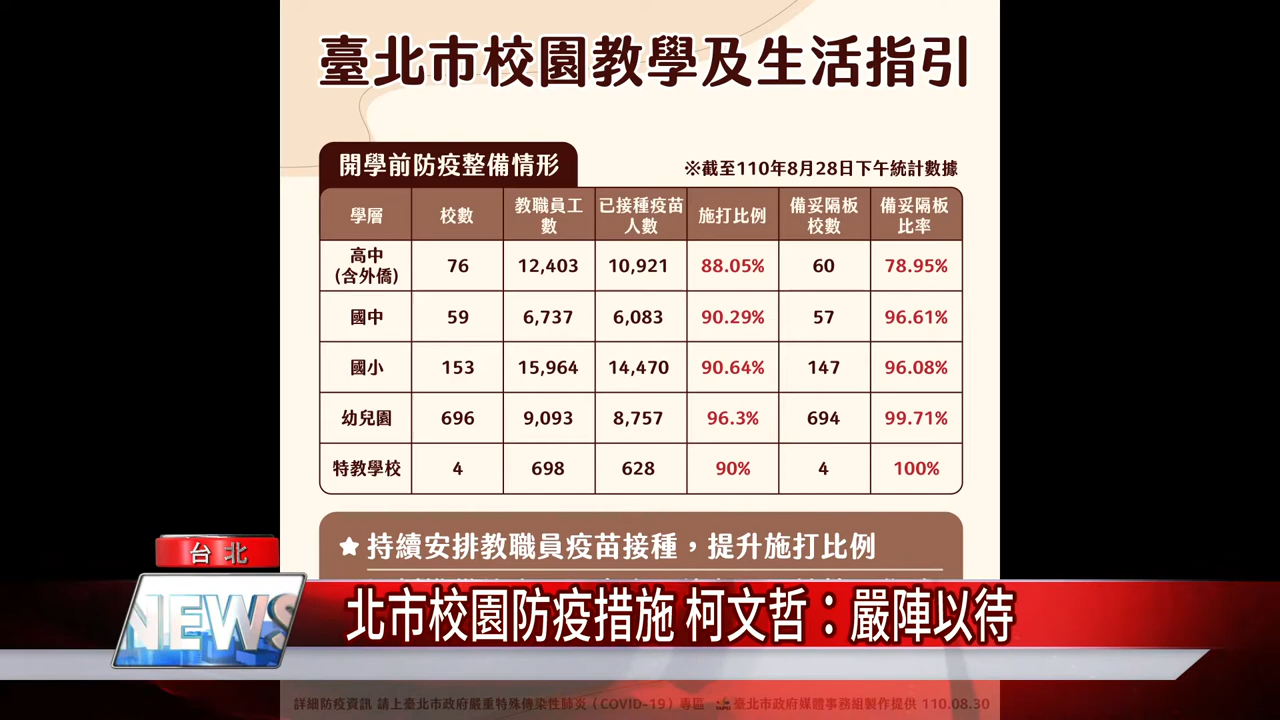 臺北市校園教學及生活指引
開學前防疫整備情形
※截至110年8月28日下午統計數據
學層 校數 教職員工數 已接種疫苗人數 施打比例 備妥隔板校數 備妥隔板比率
高中(含外僑) 76 12,403 10,921 88.05% 60 78.95%
國中 59 6,737 6,083 90.29% 57 96.61%
國小 153 15,964 14,470 90.64% 147 96.08%
幼兒園 696 9,093 8,757 96.3% 694 99.71%
特教學校 4 698 628 90% 4 100%
★持續安排教職員疫苗接種,提升施打比例
台北
NEWS
北市校園防疫措施 柯文哲:嚴陣以待
詳細防疫資訊 請上臺北市政府嚴重特殊傳染性肺炎(COVID-19)專區 臺北市政府媒體事務組製作提供 110.08.30